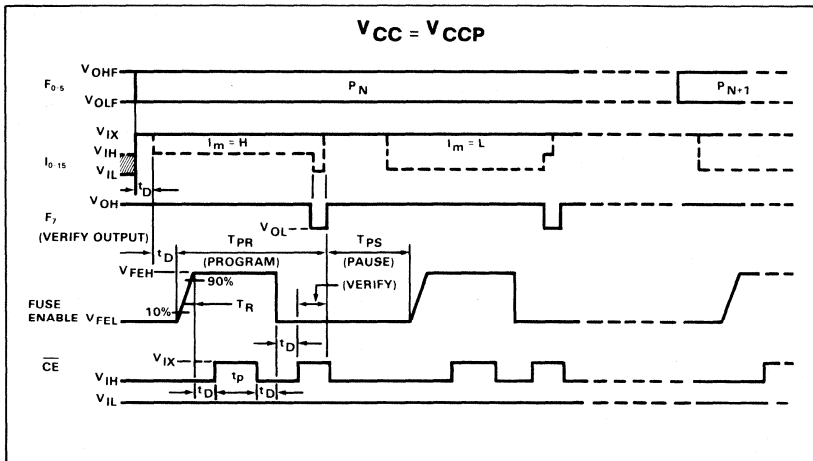 VCC = VCCP
VOHF
F0-5
PN
PN+1
VOLF
VIX
Im = H
Im = L
VIH
I0-15
VIL
tD
VOH
F7
(VERIFY OUTPUT)
VOL
tD
TPR
(PROGRAM)
TPS
(PAUSE)
VFEH
90%
(VERIFY)
FUSE
ENABLE
10%
TR
VFEL
tD
VIX
CE
VIH
tD
tp
tD
VIL